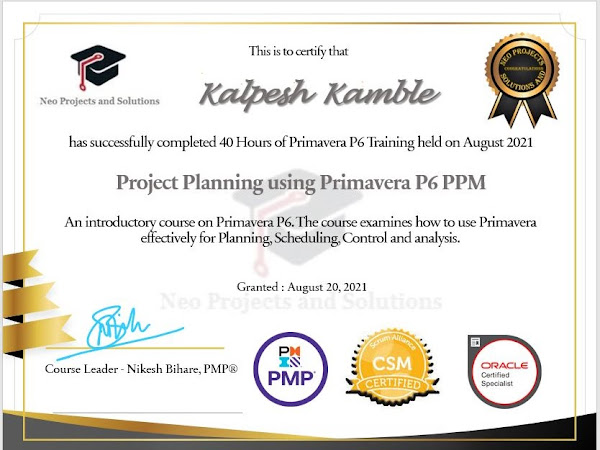 This is to certify that
Neo Projects and Solutions
Kalpesh Kamble
NEO PROJECTS
CONGRATULATIONS
SOLUTIONS AND
has successfully completed 40 Hours of Primavera P6 Training held on August 2021
Project Planning using Primavera P6 PPM
An introductory course on Primavera P6. The course examines how to use Primavera
effectively for Planning, Scheduling, Control and analysis.
Granted : August 20, 2021
Neo Projects and Solutions
Course Leader - Nikesh Bihare, PMP®
PMI
PMP®
Scrum Alliance
CSM
CERTIFIED
ORACLE
Certified
Specialist